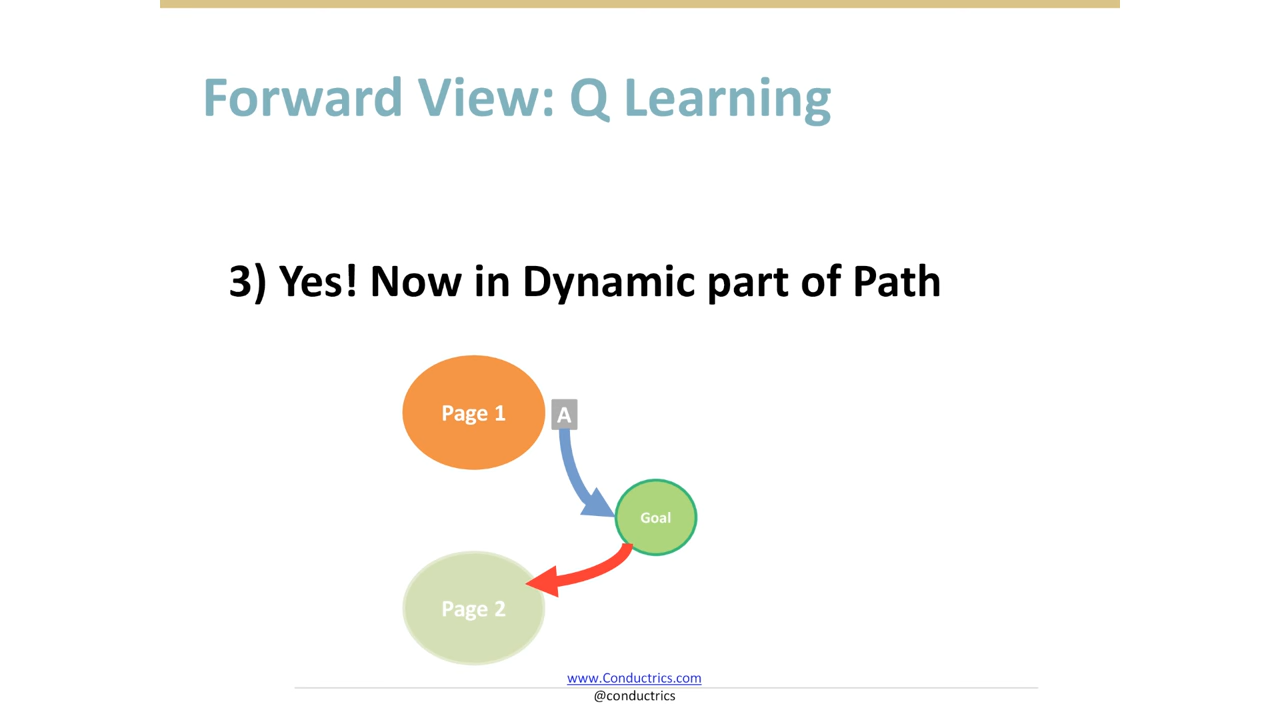 Forward View: Q Learning
3) Yes! Now in Dynamic part of Path
Page 1
A
Goal
Page 2
www.Conductrics.com
@conductrics